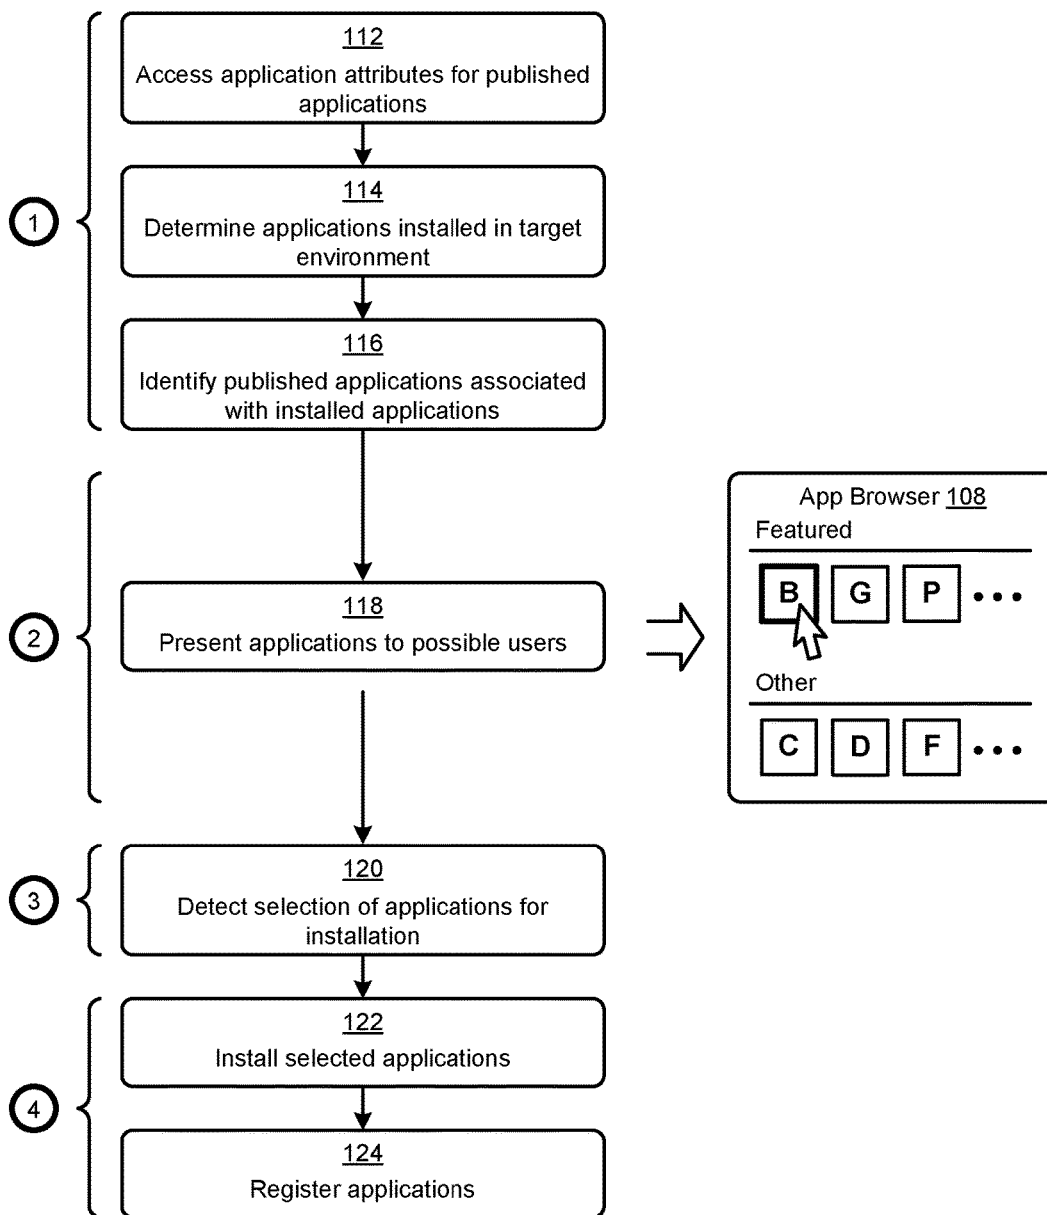 112
Access application attributes for published
applications
114
Determine applications installed in target
environment
1
116
Identify published applications associated
with installed applications
App Browser 108
Featured
B G P •••
118
Present applications to possible users
2
Other
C D F •••
120
Detect selection of applications for
installation
3
122
Install selected applications
4
124
Register applications